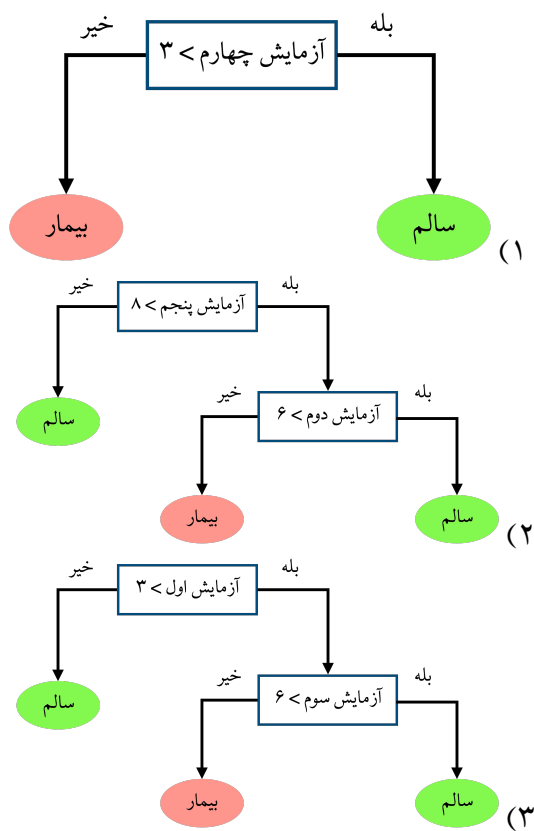 بله خیر
آزمایش چهارم < ۳
سالم بیمار
۱)
بله خیر
آزمایش پنجم < ۸
بله خیر
سالم
آزمایش دوم < ۶
سالم بیمار
۲)
بله خیر
آزمایش اول < ۳
بله خیر
سالم
آزمایش سوم < ۶
سالم بیمار
۳)